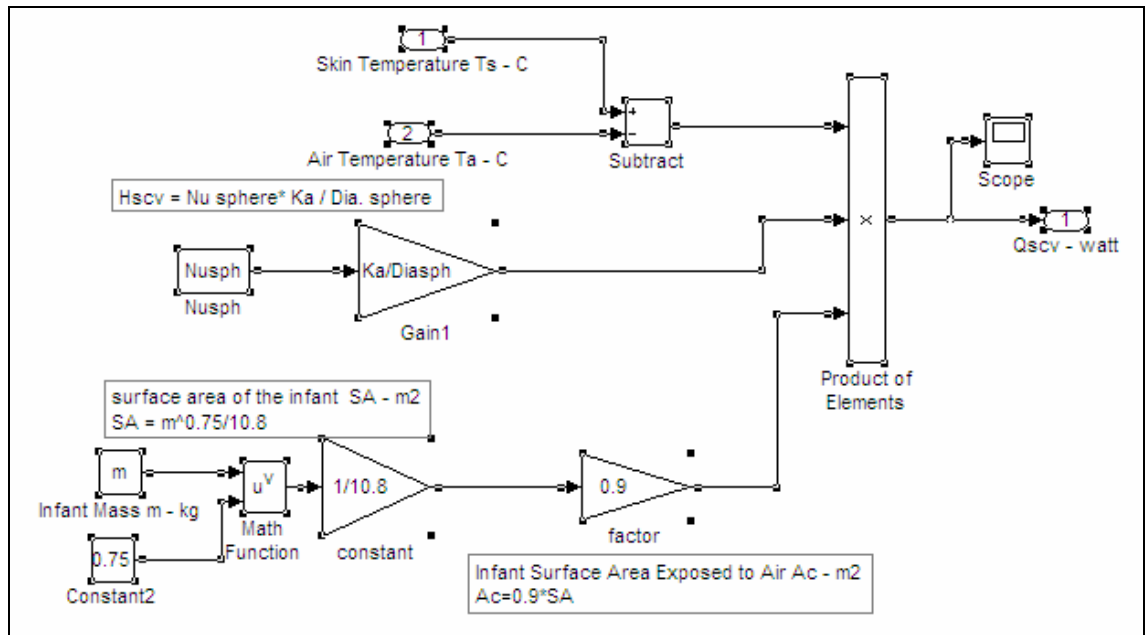 1
Skin Temperature Ts - C
2
Air Temperature Ta - C
+
−
Subtract
Scope
1
Qscv - watt
×
Product of
Elements
Hscv = Nu sphere* Ka / Dia. sphere
Nusph
Nusph
Ka/Diasph
Gain1
surface area of the infant SA - m2
SA = m^0.75/10.8
m
Infant Mass m - kg
0.75
Constant2
u^v
Math
Function
1/10.8
constant
0.9
factor
Infant Surface Area Exposed to Air Ac - m2
Ac=0.9*SA